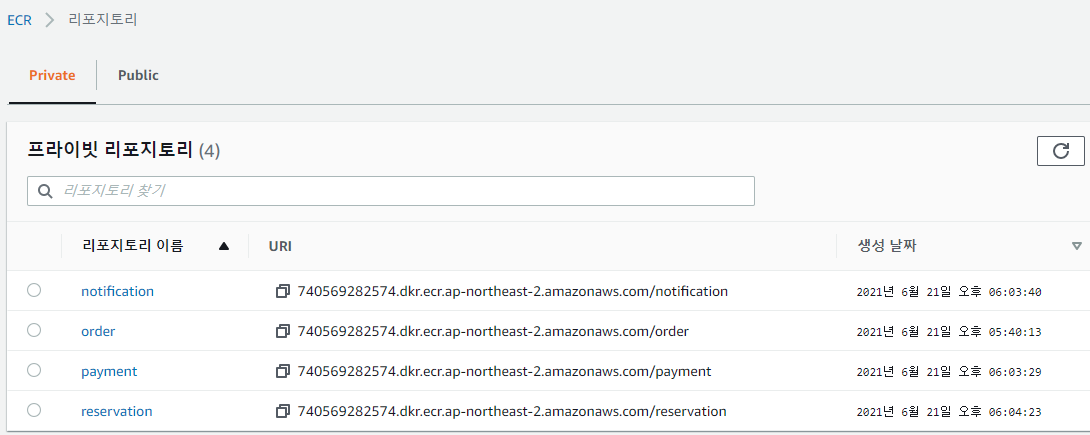 ECR > 리포지토리
Private Public
프라이빗 리포지토리 (4)
리포지토리 찾기
리포지토리 이름 ▲ URI 생성 날짜 ▽
notification 740569282574.dkr.ecr.ap-northeast-2.amazonaws.com/notification 2021년 6월 21일 오후 06:03:40
order 740569282574.dkr.ecr.ap-northeast-2.amazonaws.com/order 2021년 6월 21일 오후 05:40:13
payment 740569282574.dkr.ecr.ap-northeast-2.amazonaws.com/payment 2021년 6월 21일 오후 06:03:29
reservation 740569282574.dkr.ecr.ap-northeast-2.amazonaws.com/reservation 2021년 6월 21일 오후 06:04:23